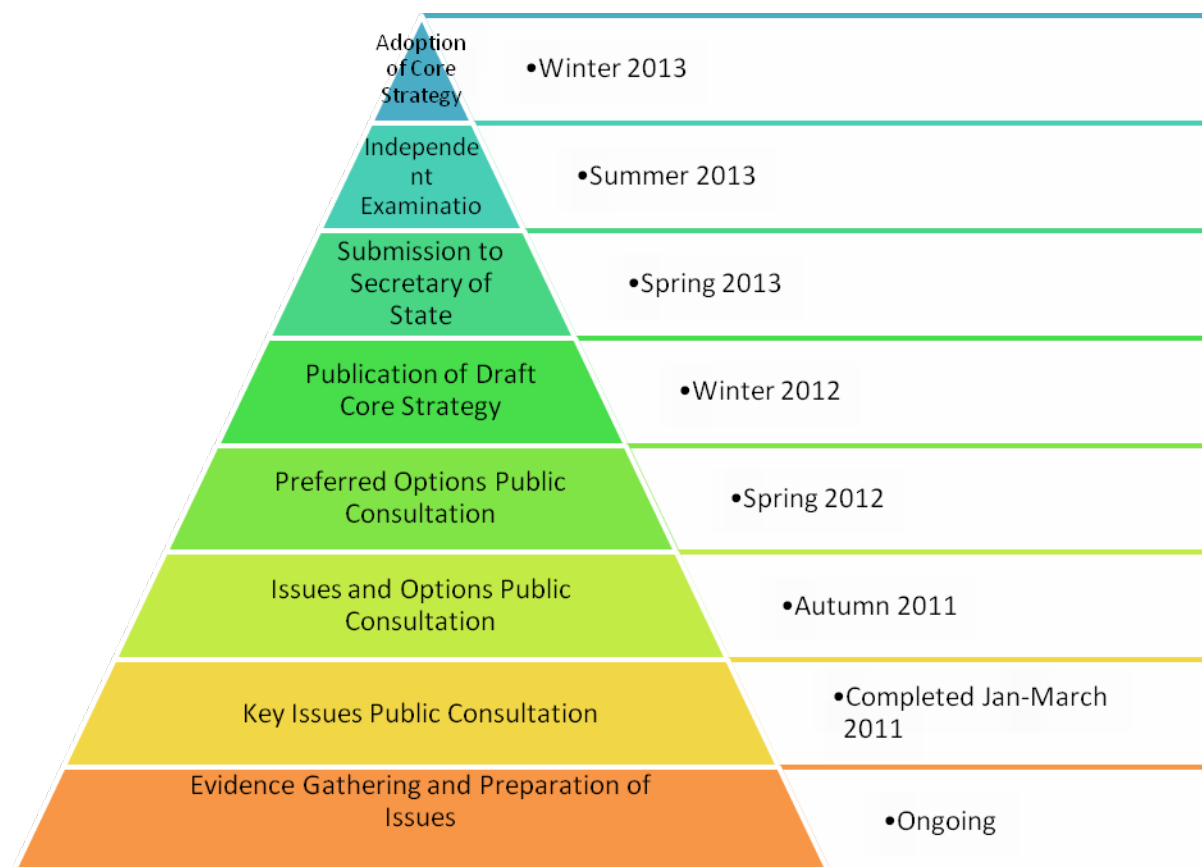 Adoption
of Core
Strategy
•Winter 2013
Independe
nt
Examinatio
•Summer 2013
Submission to
Secretary of
State
•Spring 2013
Publication of Draft
Core Strategy
•Winter 2012
Preferred Options Public
Consultation
•Spring 2012
Issues and Options Public
Consultation
•Autumn 2011
Key Issues Public Consultation
•Completed Jan-March
2011
Evidence Gathering and Preparation of
Issues
•Ongoing